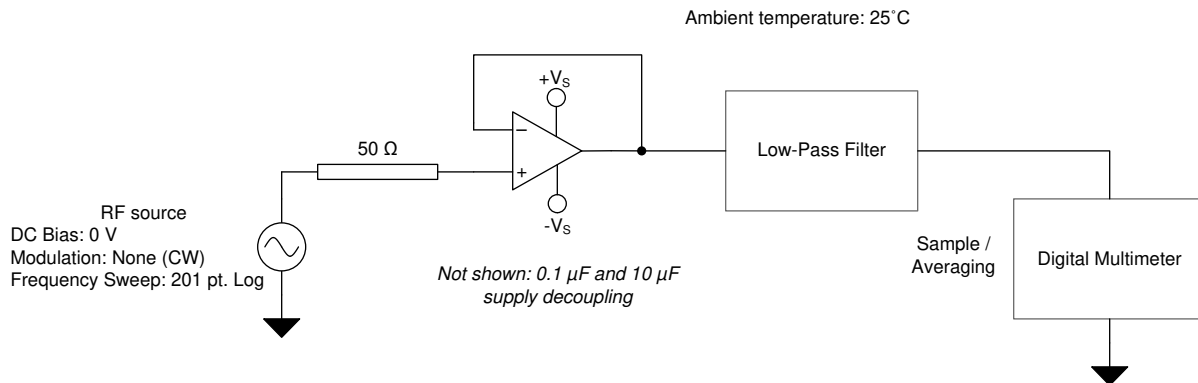 Ambient temperature: 25˚C
+VS
50 Ω
−
+
Low-Pass Filter
-VS
RF source
DC Bias: 0 V
Modulation: None (CW)
Frequency Sweep: 201 pt. Log
Not shown: 0.1 µF and 10 µF
supply decoupling
Sample /
Averaging
Digital Multimeter